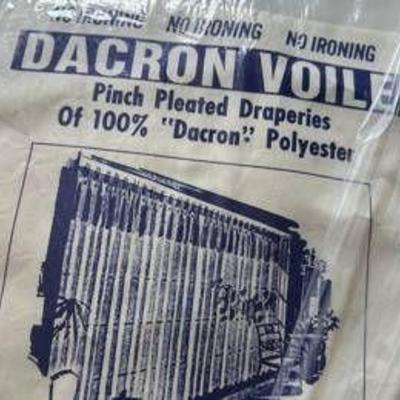 NO IRONING NO IRONING NO IRONING
DACRON VOILE
Pinch Pleated Draperies
Of 100% "Dacron" Polyester